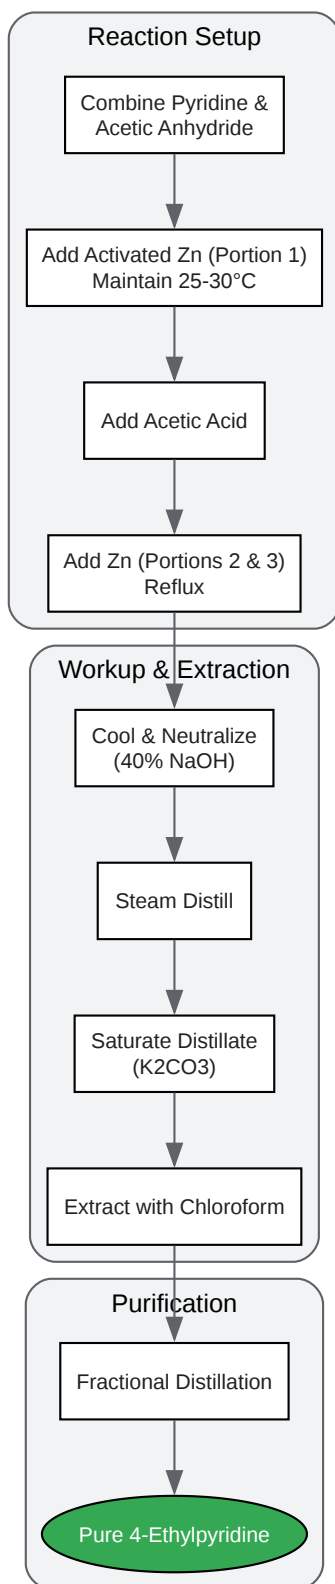 Reaction Setup
Combine Pyridine &
Acetic Anhydride
Add Activated Zn (Portion 1)
Maintain 25-30°C
Add Acetic Acid
Add Zn (Portions 2 & 3)
Reflux
Workup & Extraction
Cool & Neutralize
(40% NaOH)
Steam Distill
Saturate Distillate
(K2CO3)
Extract with Chloroform
Purification
Fractional Distillation
Pure 4-Ethylpyridine